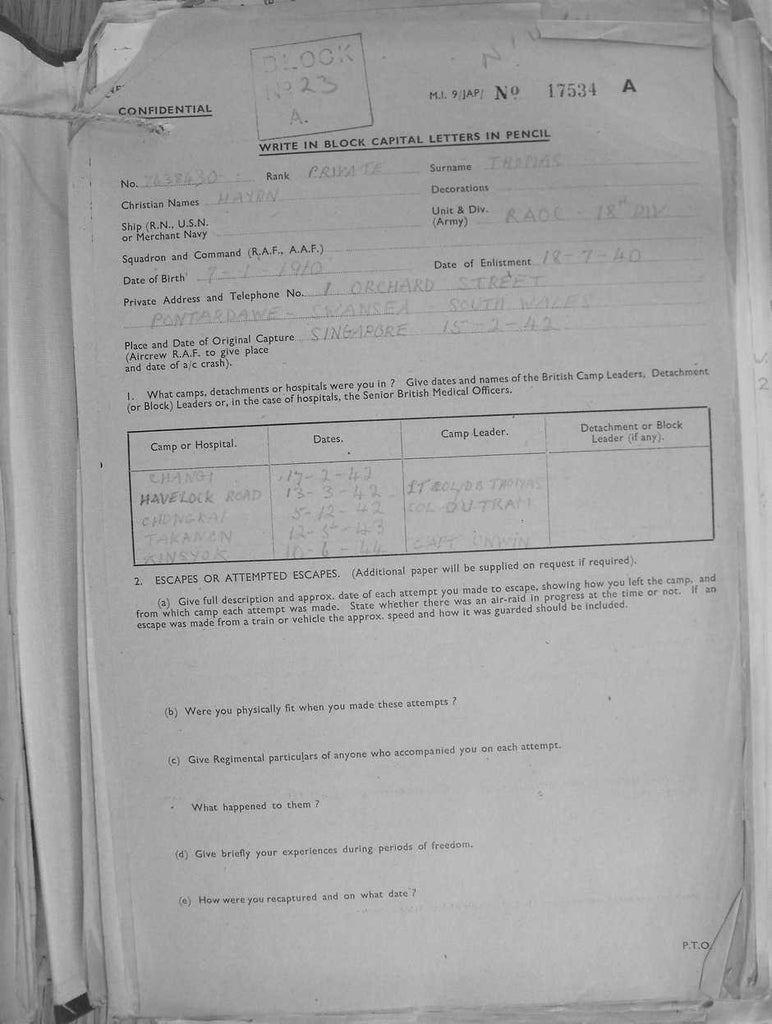 BLOCK
No 23
A.
M.I. 9/JAP/ No 17534 A
CONFIDENTIAL
WRITE IN BLOCK CAPITAL LETTERS IN PENCIL
No. 7638430 Rank PRIVATE Surname THOMAS
Christian Names HAYDN Decorations
Ship (R.N., U.S.N. or Merchant Navy Unit & Div. (Army) RAOC - 18th DIV
Squadron and Command (R.A.F., A.A.F.)
Date of Birth 7-1-1910 Date of Enlistment 18-7-40
Private Address and Telephone No. 1 ORCHARD STREET
PONTARDAWE - SWANSEA - SOUTH WALES
Place and Date of Original Capture SINGAPORE 15-2-42
(Aircrew R.A.F. to give place
and date of a/c crash).
1. What camps, detachments or hospitals were you in ? Give dates and names of the British Camp Leaders, Detachment
(or Block) Leaders or, in the case of hospitals, the Senior British Medical Officers.
Camp or Hospital. Dates. Camp Leader. Detachment or Block Leader (if any).
CHANGI 17-2-42
HAVELOCK ROAD 13-3-42 LT COL THOMAS
CHUNGKAI 5-12-42 COL OUTRAM
TAKANEN 12-5-43
KINSYOK 10-6-44 CAPT UNWIN
2. ESCAPES OR ATTEMPTED ESCAPES. (Additional paper will be supplied on request if required).
(a) Give full description and approx. date of each attempt you made to escape, showing how you left the camp, and
from which camp each attempt was made. State whether there was an air-raid in progress at the time or not. If an
escape was made from a train or vehicle the approx. speed and how it was guarded should be included.
(b) Were you physically fit when you made these attempts ?
(c) Give Regimental particulars of anyone who accompanied you on each attempt.
What happened to them ?
(d) Give briefly your experiences during periods of freedom.
(e) How were you recaptured and on what date ?
P.T.O.